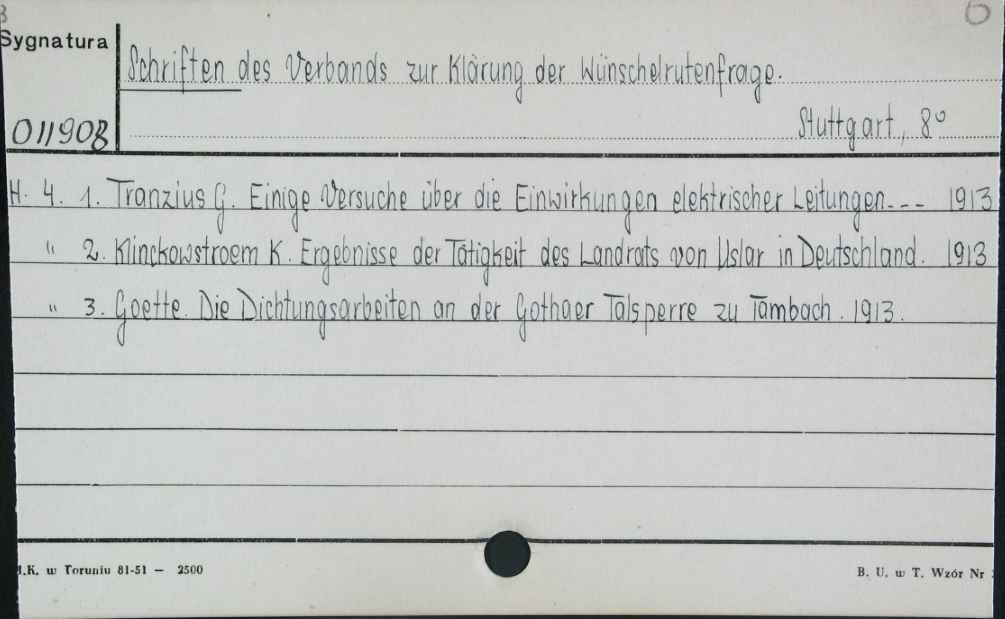 6
Sygnatura
Schriften des Verbands zur Klärung der Wünschelrutenfrage.
011908
Stuttgart, 8°
H. 4. 1. Tranzius G. Einige Versuche über die Einwirkungen elektrischer Leitungen--- 1913
" 2. Klinckowstroem K. Ergebnisse der Tätigkeit des Landrats von Uslar in Deutschland. 1913
" 3. Goette. Die Dichtungsarbeiten an der Gothaer Talsperre zu Tambach. 1913.
.K. w Toruniu 81-51 — 2500
B. U. w T. Wzór Nr